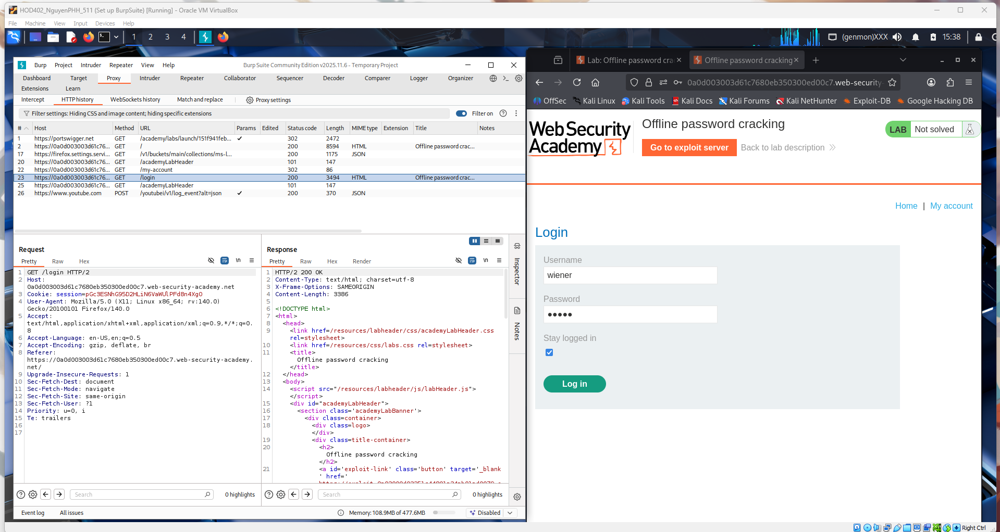 HOD402_NguyenPHH_511 (Set up BurpSuite) [Running] - Oracle VM VirtualBox
File Machine View Input Devices Help
1 2 3 4 (genmon)XXX 15:38
Burp Project Intruder Repeater View Help Burp Suite Community Edition v2025.11.6 - Temporary Project
Dashboard Target Proxy Intruder Repeater Collaborator Sequencer Decoder Comparer Logger Organizer
Extensions Learn
Intercept HTTP history WebSockets history Match and replace Proxy settings
Filter settings: Hiding CSS and image content; hiding specific extensions Filter on
# Host Method URL Params Edited Status code Length MIME type Extension Title Notes
1 https://portswigger.net GET /academy/labs/launch/151f941feb... ✓ 302 2472
2 https://0a0d003003d61c76... GET / 200 8594 HTML Offline password crac...
17 https://firefox.settings.servi... GET /v1/buckets/main/collections/ms-l... 200 1175 JSON
20 https://0a0d003003d61c76... GET /academyLabHeader 101 147
22 https://0a0d003003d61c76... GET /my-account 302 86
23 https://0a0d003003d61c76... GET /login 200 3494 HTML Offline password crac...
25 https://0a0d003003d61c76... GET /academyLabHeader 101 147
26 https://www.youtube.com POST /youtubei/v1/log_event?alt=json ✓ 200 370 JSON
Request
Pretty Raw Hex \n
1 GET /login HTTP/2
2 Host:
0a0d003003d61c7680eb350300ed00c7.web-security-academy.net
3 Cookie: session=pGc3ESNhG95D2HLiN6VaWUlPFd8n4XgO
4 User-Agent: Mozilla/5.0 (X11; Linux x86_64; rv:140.0)
Gecko/20100101 Firefox/140.0
5 Accept:
text/html,application/xhtml+xml,application/xml;q=0.9,*/*;q=0.
8
6 Accept-Language: en-US,en;q=0.5
7 Accept-Encoding: gzip, deflate, br
8 Referer:
https://0a0d003003d61c7680eb350300ed00c7.web-security-academy.
net/
9 Upgrade-Insecure-Requests: 1
10 Sec-Fetch-Dest: document
11 Sec-Fetch-Mode: navigate
12 Sec-Fetch-Site: same-origin
13 Sec-Fetch-User: ?1
14 Priority: u=0, i
15 Te: trailers
16
17
Search 0 highlights
Response
Pretty Raw Hex Render \n
1 HTTP/2 200 OK
2 Content-Type: text/html; charset=utf-8
3 X-Frame-Options: SAMEORIGIN
4 Content-Length: 3386
5
6 <!DOCTYPE html>
7 <html>
8 <head>
9 <link href=/resources/labheader/css/academyLabHeader.css
rel=stylesheet>
10 <link href=/resources/css/labs.css rel=stylesheet>
11 <title>
Offline password cracking
</title>
12 </head>
13 <body>
14 <script src="/resources/labheader/js/labHeader.js">
</script>
15 <div id="academyLabHeader">
16 <section class='academyLabBanner'>
17 <div class=container>
18 <div class=logo>
</div>
19 <div class=title-container>
20 <h2>
Offline password cracking
</h2>
21 <a id='exploit-link' class='button' target='_blank
' href='
Search 0 highlights
Inspector
Notes
Event log All issues Memory: 108.9MB of 477.6MB Disabled
Lab: Offline password cra Offline password cracking
0a0d003003d61c7680eb350300ed00c7.web-security-
OffSec Kali Linux Kali Tools Kali Docs Kali Forums Kali NetHunter Exploit-DB Google Hacking DB
Web Security
Academy
Offline password cracking
LAB Not solved
Go to exploit server Back to lab description
Home | My account
Login
Username
wiener
Password
•••••
Stay logged in
Log in
Right Ctrl